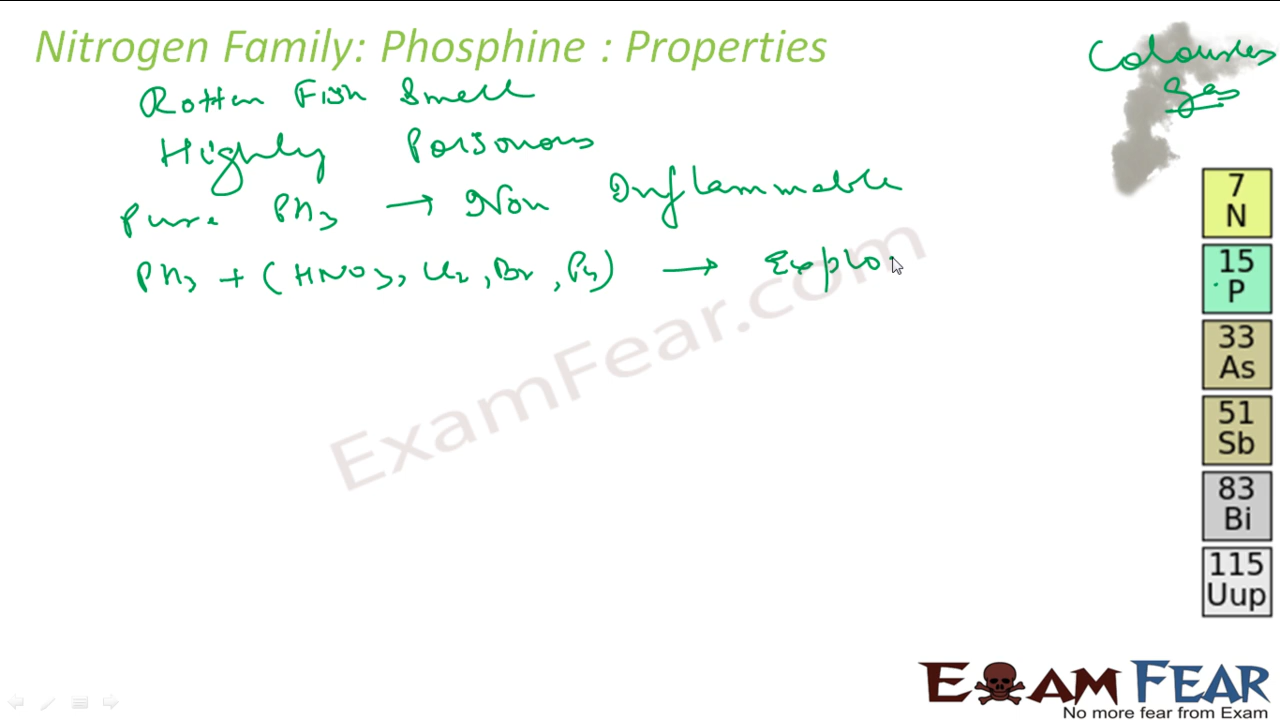 Nitrogen Family: Phosphine : Properties
Colourless
gas
Rotten Fish Smell
Highly Poisonous
Pure PH3 → Non Inflammable
PH3 + (HNO3, Cl2, Br, P4) → Explo
ExamFear.com
7
N
15
P
33
As
51
Sb
83
Bi
115
Uup
EXAM FEAR
No more fear from Exam